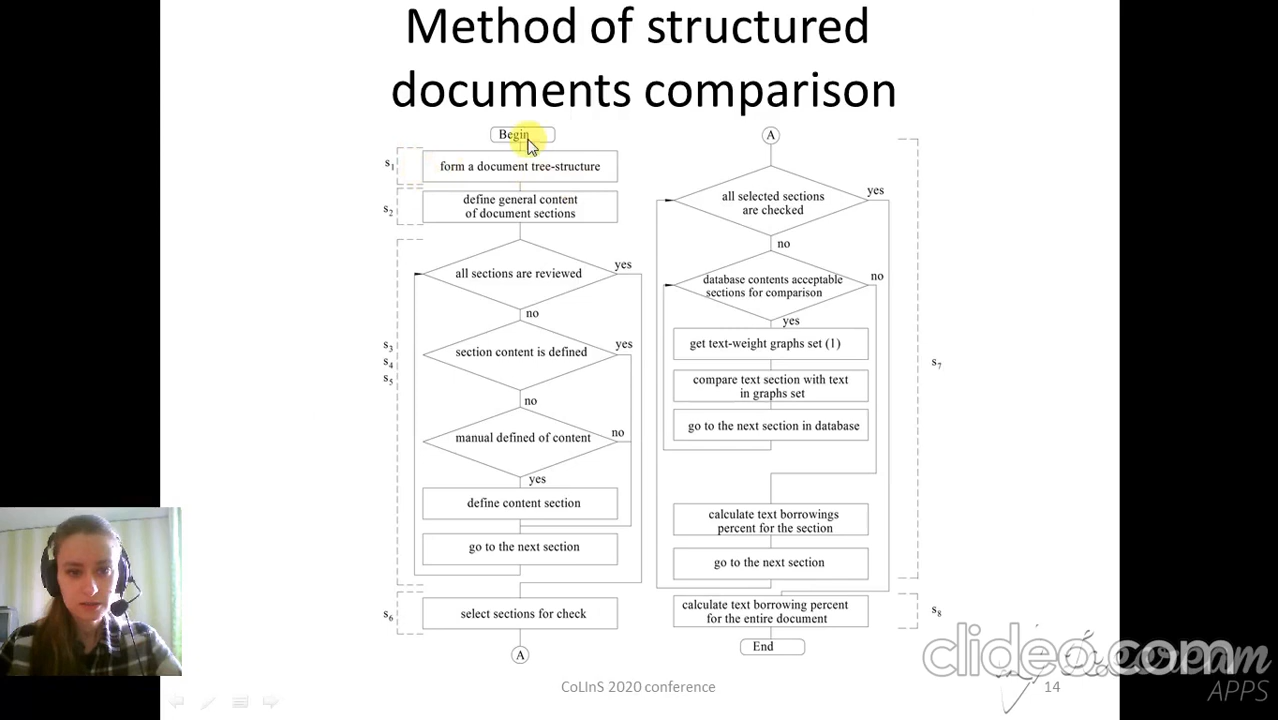 Method of structured
documents comparison
Begin
s1
form a document tree-structure
s2
define general content
of document sections
all sections are reviewed
yes
no
s3
s4
s5
section content is defined
yes
no
manual defined of content
no
yes
define content section
go to the next section
s6
select sections for check
A
A
all selected sections
are checked
yes
no
database contents acceptable
sections for comparison
no
yes
get text-weight graphs set (1)
compare text section with text
in graphs set
go to the next section in database
s7
calculate text borrowings
percent for the section
go to the next section
calculate text borrowing percent
for the entire document
s8
End
clideo.com
APPS
CoLInS 2020 conference
14